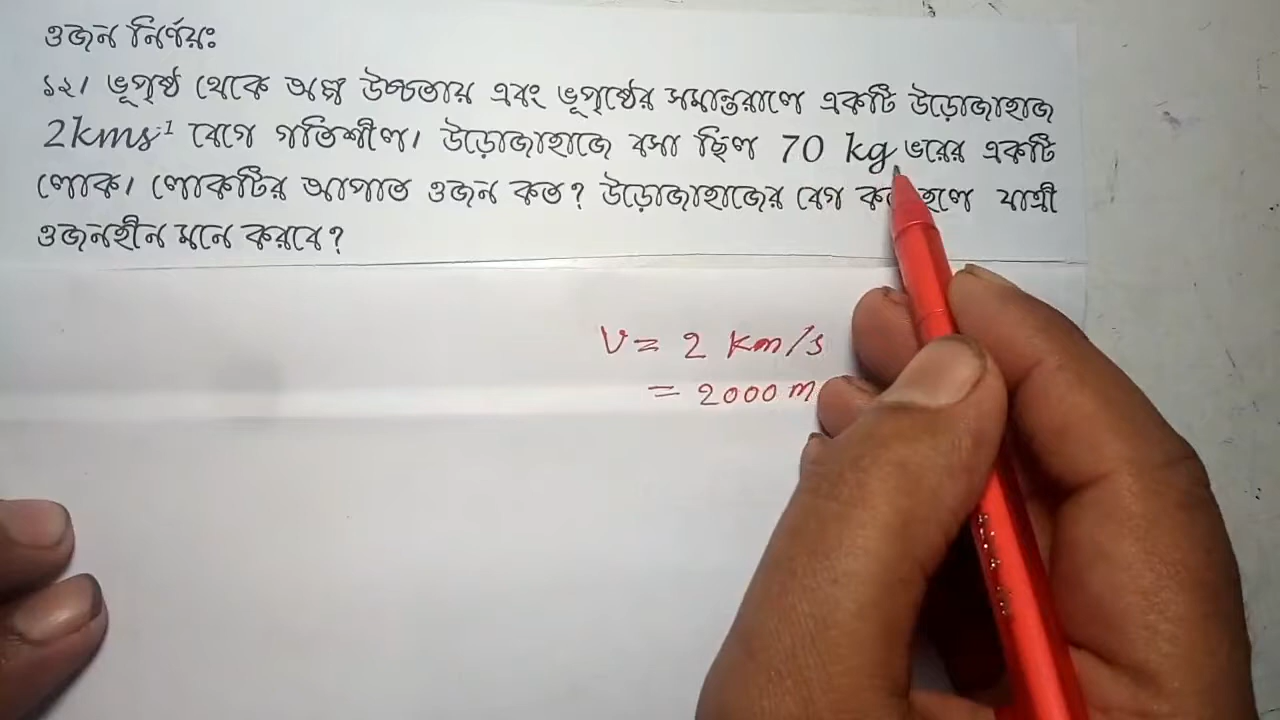 ওজন নির্ণয়ঃ
১২। ভূপৃষ্ঠ থেকে অল্প উচ্চতায় এবং ভূপৃষ্ঠের সমান্তরালে একটি উড়োজাহাজ
2kms⁻¹ বেগে গতিশীল। উড়োজাহাজে বসা ছিল 70 kg ভরের একটি
লোক। লোকটির আপাত ওজন কত? উড়োজাহাজের বেগ হলে যাত্রী
ওজনহীন মনে করবে?
V = 2 km/s
= 2000 m